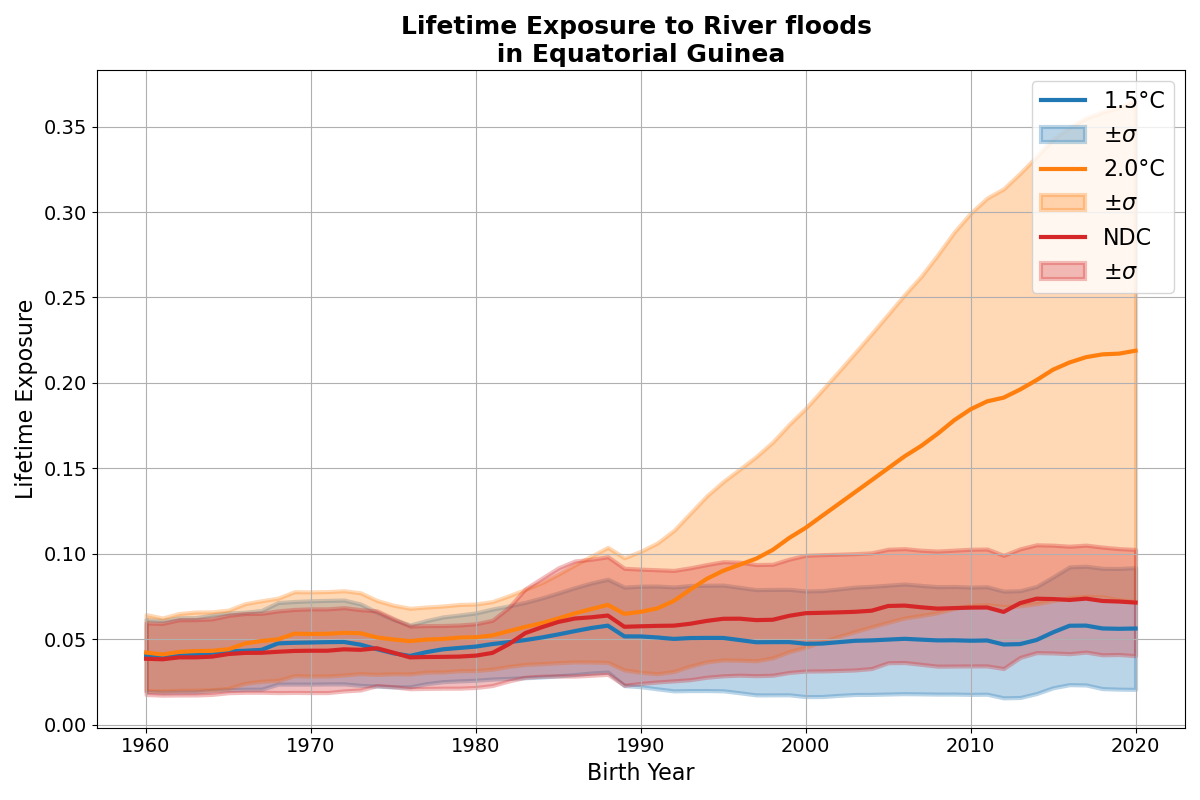 Lifetime Exposure to River floods
in Equatorial Guinea
Lifetime Exposure
0.35
0.30
0.25
0.20
0.15
0.10
0.05
0.00
1960 1970 1980 1990 2000 2010 2020
Birth Year
1.5°C
±σ
2.0°C
±σ
NDC
±σ